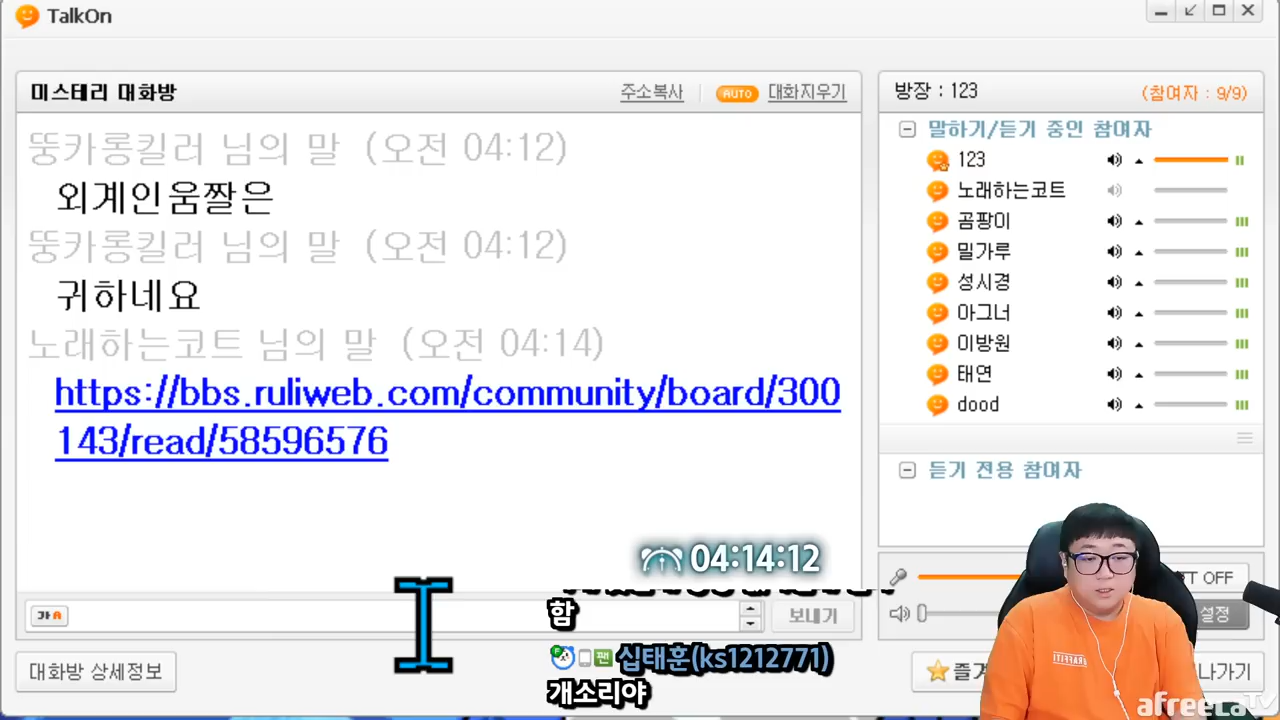 TalkOn
미스테리 대화방
주소복사
AUTO
대화지우기
뚱카롱킬러 님의 말 (오전 04:12)
외계인움짤은
뚱카롱킬러 님의 말 (오전 04:12)
귀하네요
노래하는코트 님의 말 (오전 04:14)
https://bbs.ruliweb.com/community/board/300
143/read/58596576
방장 : 123
(참여자 : 9/9)
말하기/듣기 중인 참여자
123
노래하는코트
곰팡이
밀가루
성시경
아그너
이방원
태연
dood
듣기 전용 참여자
OFF
설정
04:14:12
가A
보내기
함
F
팬
십태훈(ks1212771)
개소리야
대화방 상세정보
나가기
afreecaTV